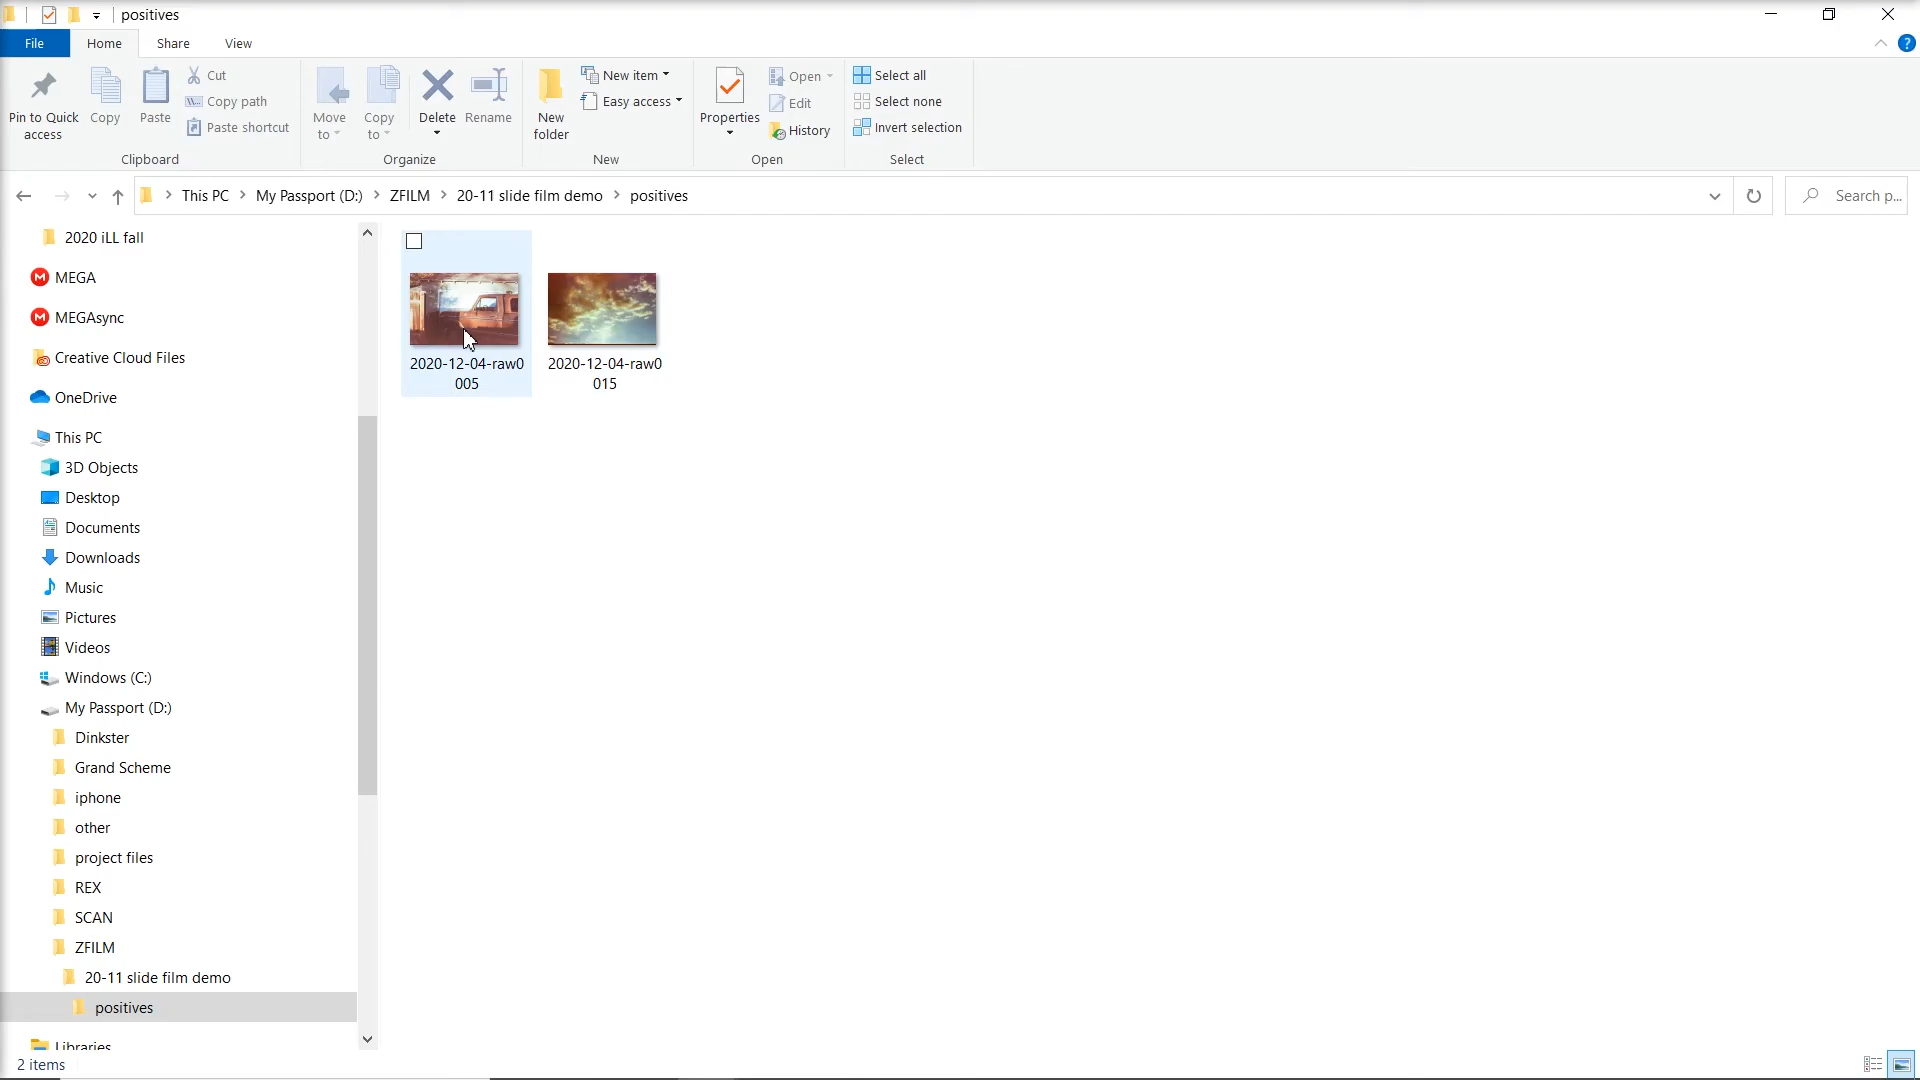 positives
File
Home
Share
View
Pin to Quick
access
Copy
Paste
Cut
Copy path
Paste shortcut
Clipboard
Move
to
Copy
to
Delete
Rename
Organize
New
folder
New item
Easy access
New
Properties
Open
Edit
History
Open
Select all
Select none
Invert selection
Select
This PC
My Passport (D:)
ZFILM
20-11 slide film demo
positives
Search p...
2020 iLL fall
MEGA
MEGAsync
Creative Cloud Files
OneDrive
This PC
3D Objects
Desktop
Documents
Downloads
Music
Pictures
Videos
Windows (C:)
My Passport (D:)
Dinkster
Grand Scheme
iphone
other
project files
REX
SCAN
ZFILM
20-11 slide film demo
positives
Libraries
2020-12-04-raw0
005
2020-12-04-raw0
015
2 items